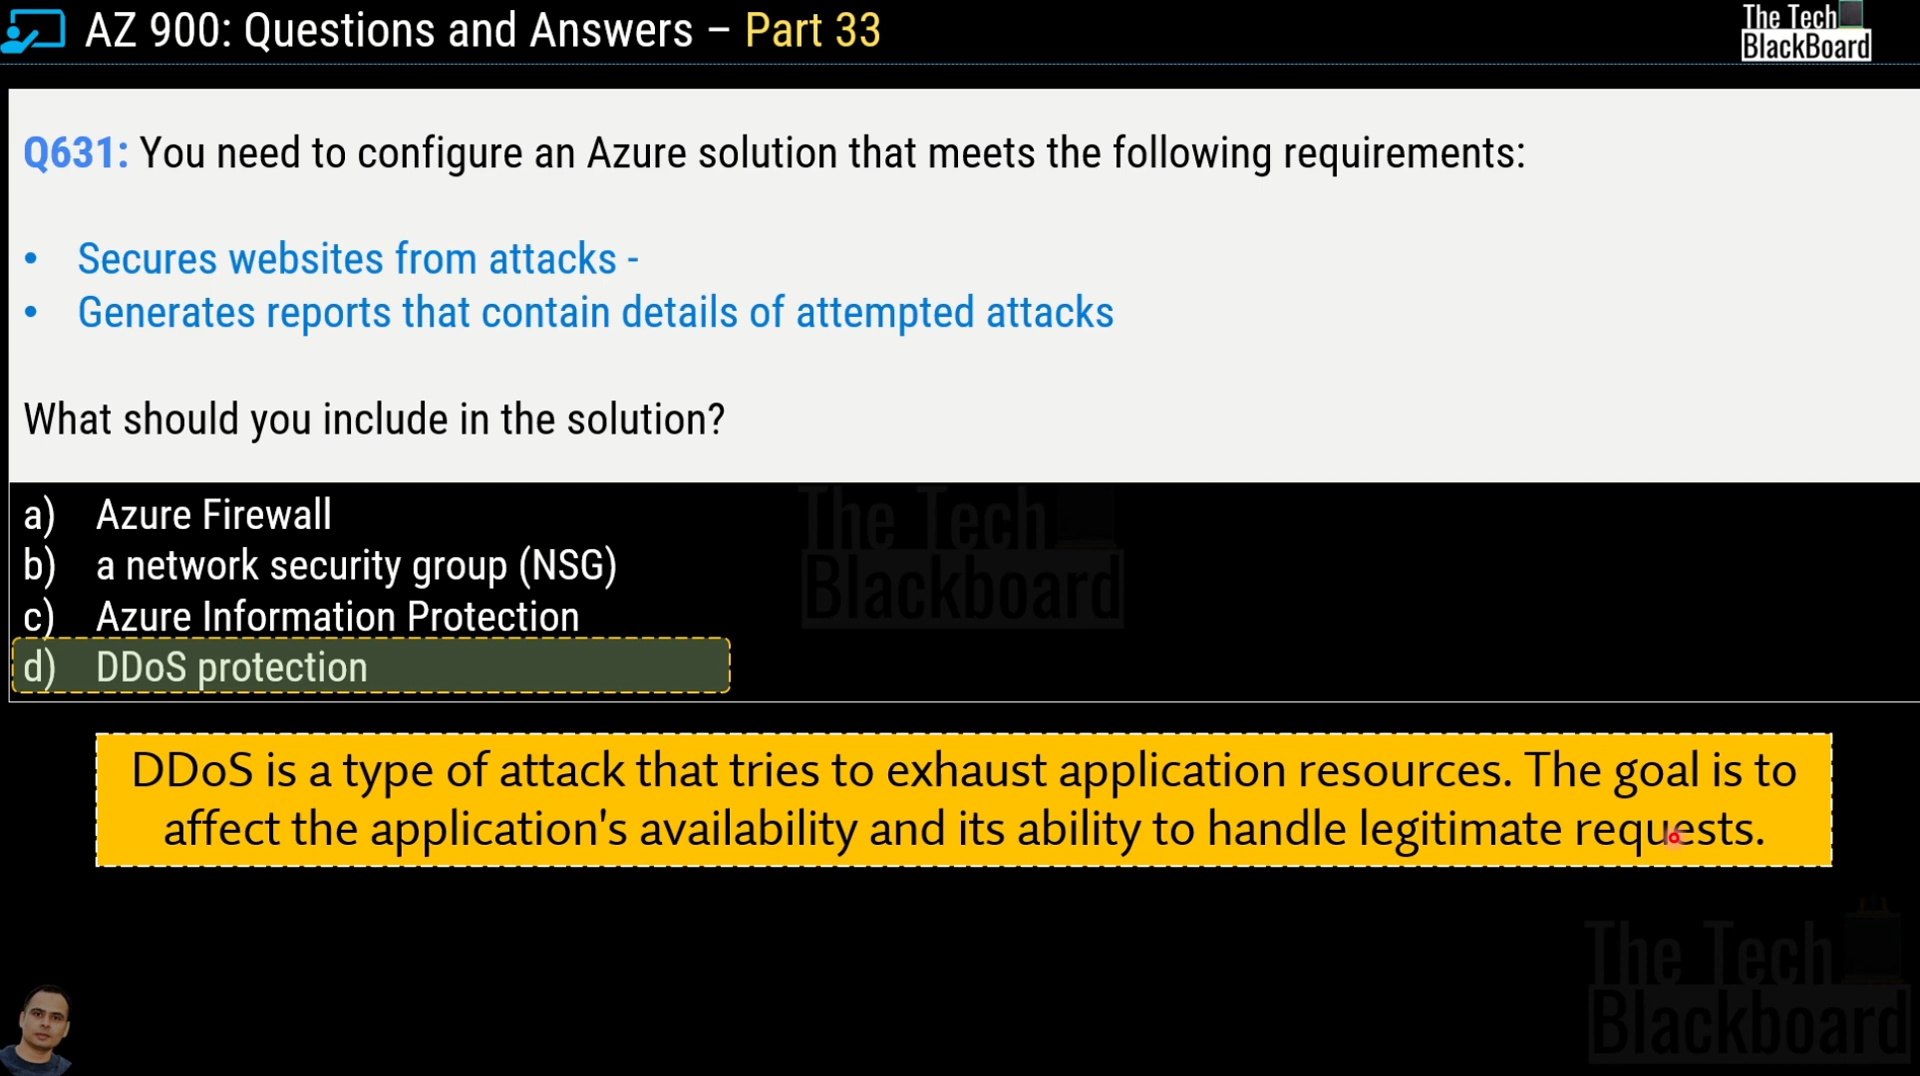 AZ 900: Questions and Answers – Part 33
The Tech
BlackBoard
Q631: You need to configure an Azure solution that meets the following requirements:
• Secures websites from attacks -
• Generates reports that contain details of attempted attacks
What should you include in the solution?
a) Azure Firewall
b) a network security group (NSG)
c) Azure Information Protection
d) DDoS protection
The Tech
Blackboard
DDoS is a type of attack that tries to exhaust application resources. The goal is to
affect the application's availability and its ability to handle legitimate requests.
The Tech
Blackboard